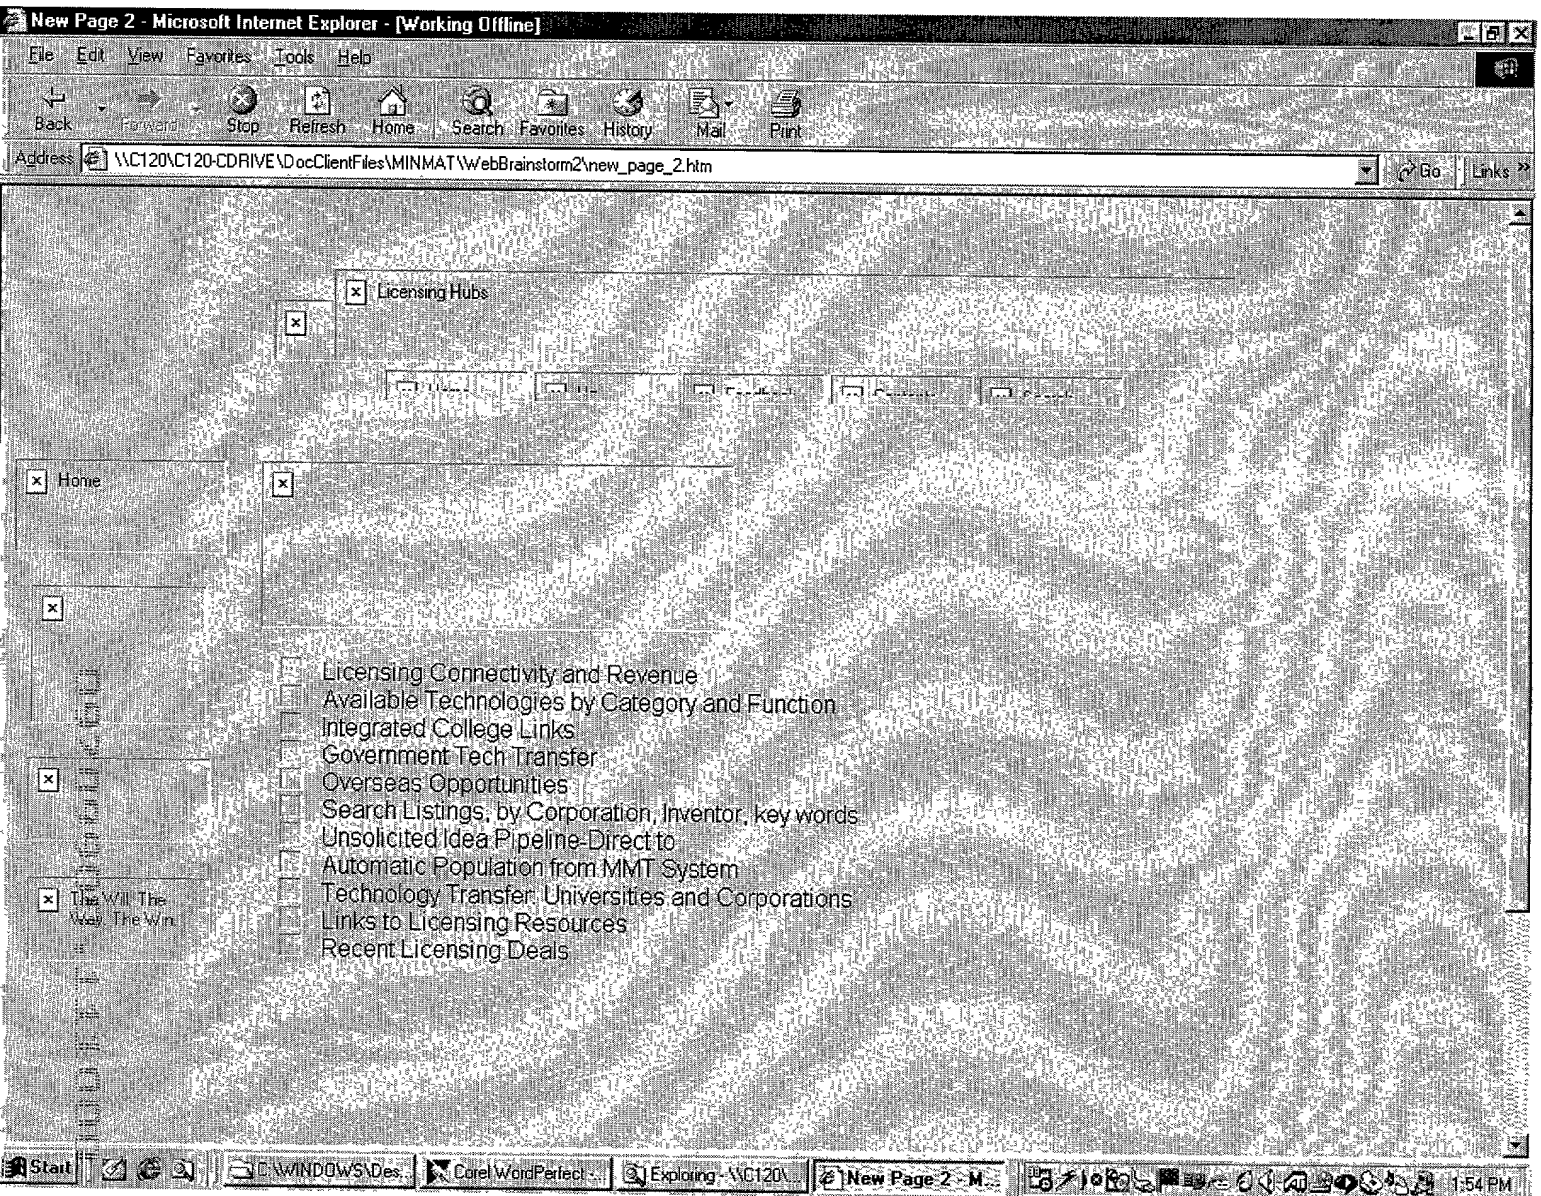 New Page 2 - Microsoft Internet Explorer - [Working Offline]
File Edit View Favorites Tools Help
Back Forward Stop Refresh Home Search Favorites History Mail Print
Address \\C120\C120-CDRIVE\DocClientFiles\MINMAT\WebBrainstorm2\new_page_2.htm Go Links »
Licensing Hubs
Home
Licensing Connectivity and Revenue
Available Technologies by Category and Function
Integrated College Links
Government Tech Transfer
Overseas Opportunities
Search Listings, by Corporation, Inventor, key words
Unsolicited Idea Pipeline-Direct to
Automatic Population from MMT System
The Will. The
Way. The Win.
Technology Transfer, Universities and Corporations
Links to Licensing Resources
Recent Licensing Deals
Start C:\WINDOWS\Des... Corel WordPerfect -... Exploring - \\C120\... New Page 2 - M... 1:54 PM